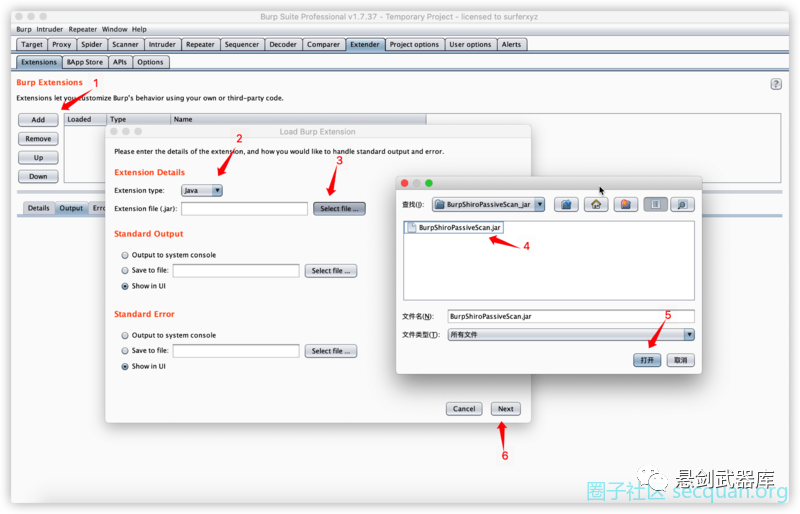 Burp Suite Professional v1.7.37 - Temporary Project - licensed to surferxyz
Burp Intruder Repeater Window Help
Target Proxy Spider Scanner Intruder Repeater Sequencer Decoder Comparer Extender Project options User options Alerts
Extensions BApp Store APIs Options
Burp Extensions
1
?
Extensions let you customize Burp's behavior using your own or third-party code.
Add
Loaded Type Name
Remove
Up
Down
Details Output
Load Burp Extension
Please enter the details of the extension, and how you would like to handle standard output and error.
2
3
Extension Details
Extension type: Java
Extension file (.jar): Select file ...
Standard Output
Output to system console
Save to file: Select file ...
Show in UI
Standard Error
Output to system console
Save to file: Select file ...
Show in UI
Cancel Next
6
查找(I): BurpShiroPassiveScan_jar
BurpShiroPassiveScan.jar
4
文件名(N): BurpShiroPassiveScan.jar
5
文件类型(T): 所有文件
打开 取消
悬剑武器库
圈子社区 secquan.org